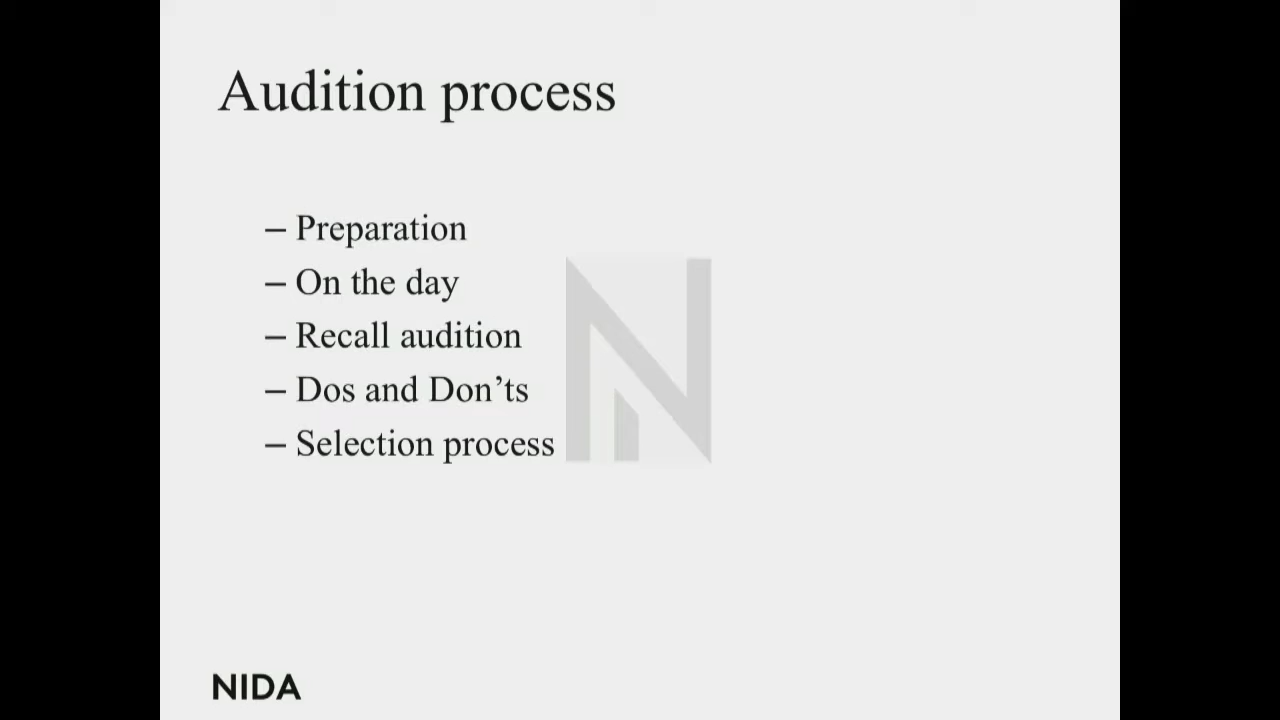 Audition process
– Preparation
– On the day
– Recall audition
– Dos and Don’ts
– Selection process
NIDA